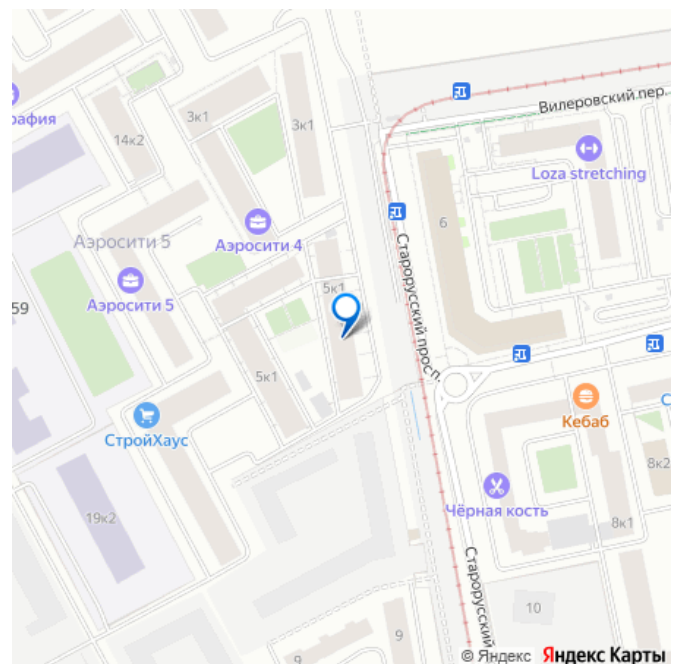 рафия
14к2
3к1
3к1
Вилеровский пер.
Loza stretching
6
Аэросити 5
Аэросити 4
Старорусский просп.
59
Аэросити 5
5к1
5к1
СтройХаус
Кебаб
С
8к2
19к2
Чёрная кость
8к1
Старорусский
10
9
9
© Яндекс Яндекс Карты